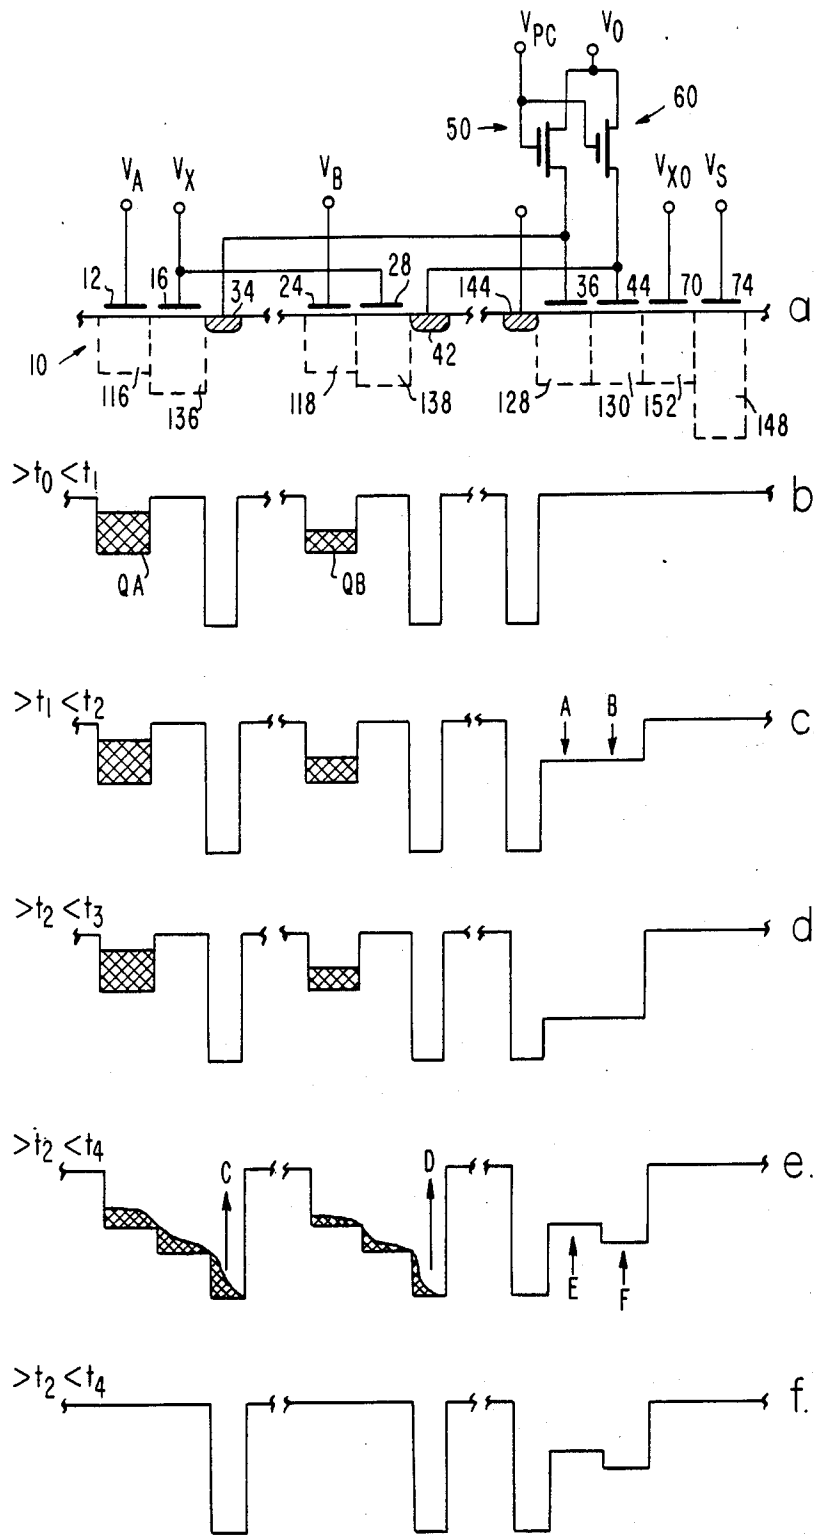 V_PC V_O
50 60
V_A V_X V_B V_XO V_S
12 16 34 24 28 144 36 44 70 74 a
10 116 136 118 42 138 128 130 152 148
>t_0 <t_1 b
QA QB
>t_1 <t_2 A B c
>t_2 <t_3 d
>t_2 <t_4 C D e.
E F
>t_2 <t_4 f.